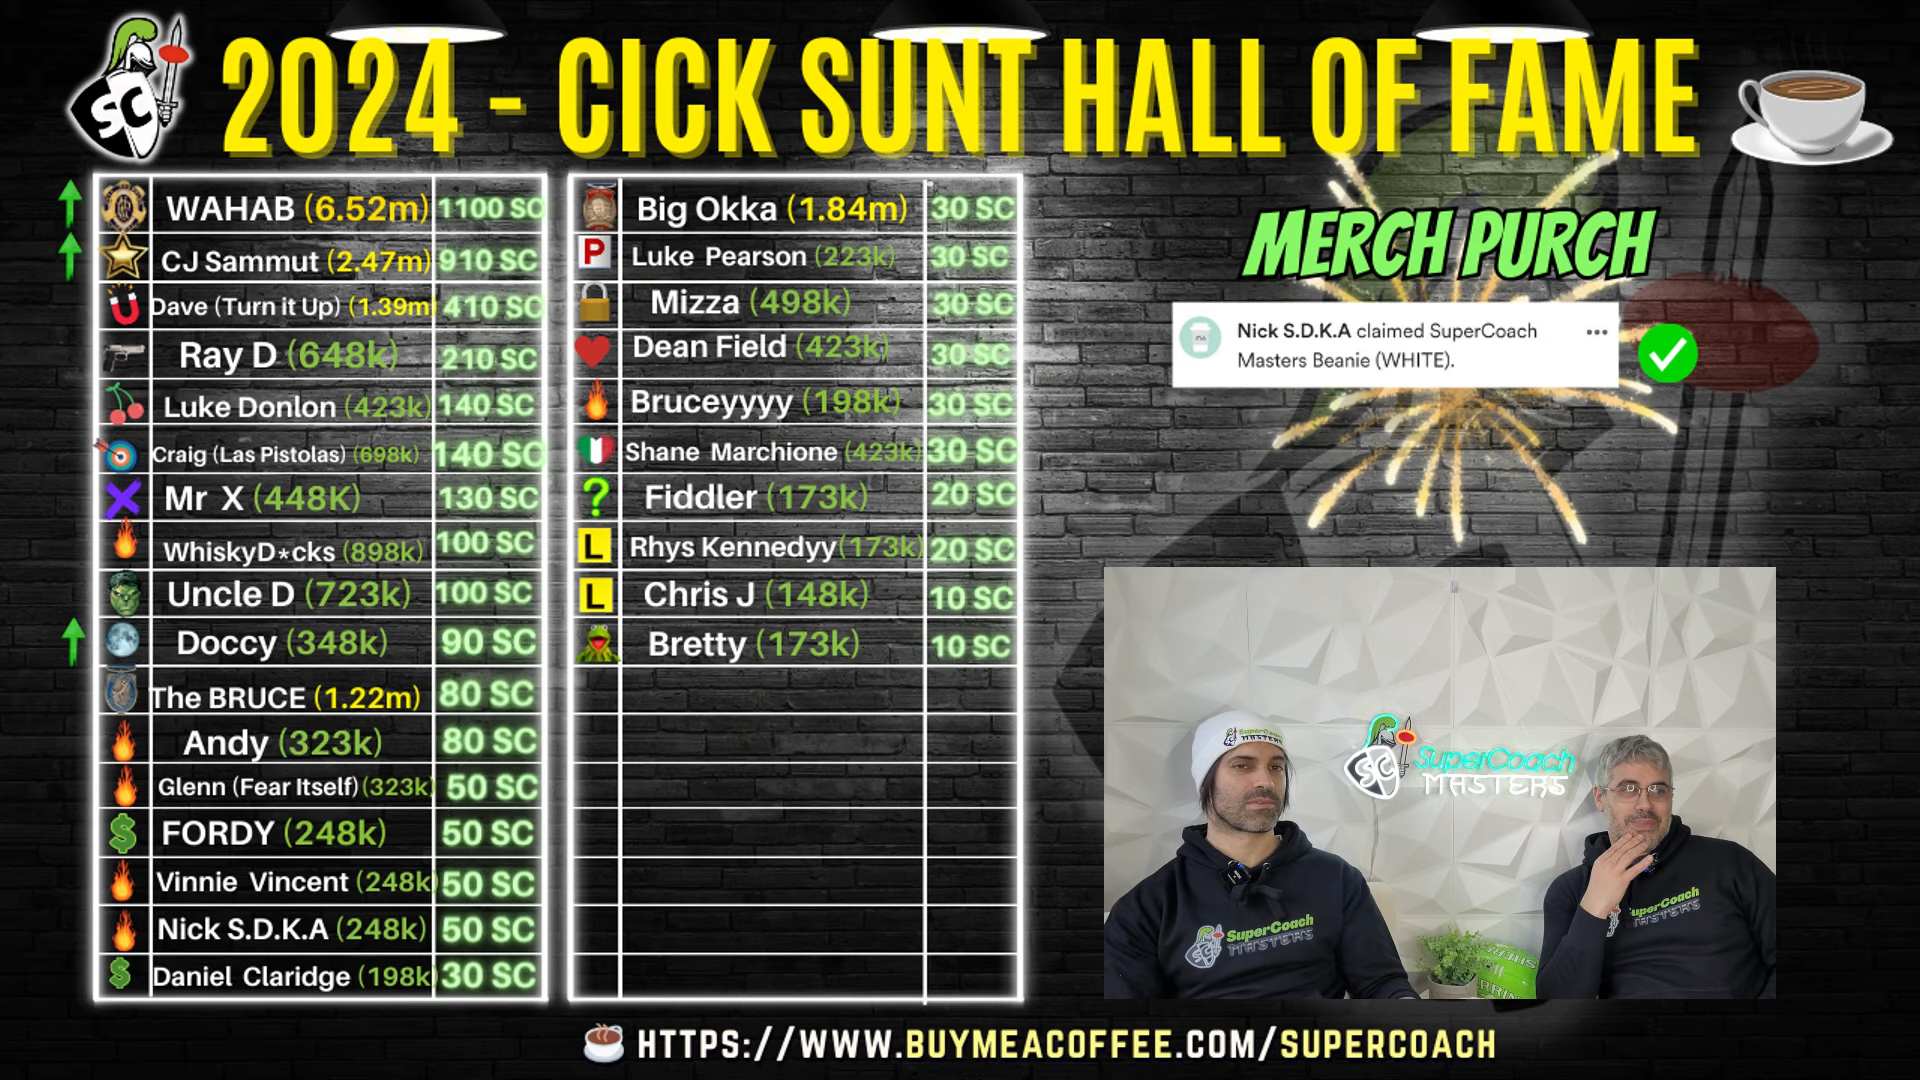 SC
2024 - CICK SUNT HALL OF FAME
WAHAB (6.52m) 1100 SC
CJ Sammut (2.47m) 910 SC
Dave (Turn it Up) (1.39m) 410 SC
Ray D (648k) 210 SC
Luke Donlon (423k) 140 SC
Craig (Las Pistolas) (698k) 140 SC
Mr X (448K) 130 SC
WhiskyD*cks (898k) 100 SC
Uncle D (723k) 100 SC
Doccy (348k) 90 SC
The BRUCE (1.22m) 80 SC
Andy (323k) 80 SC
Glenn (Fear Itself) (323k) 50 SC
FORDY (248k) 50 SC
Vinnie Vincent (248k) 50 SC
Nick S.D.K.A (248k) 50 SC
Daniel Claridge (198k) 30 SC
Big Okka (1.84m) 30 SC
P Luke Pearson (223k) 30 SC
Mizza (498k) 30 SC
Dean Field (423k) 30 SC
Bruceyyyy (198k) 30 SC
Shane Marchione (423k) 30 SC
? Fiddler (173k) 20 SC
L Rhys Kennedyy (173k) 20 SC
L Chris J (148k) 10 SC
Bretty (173k) 10 SC
MERCH PURCH
Nick S.D.K.A claimed SuperCoach
Masters Beanie (WHITE).
SuperCoach
MASTERS
SC
SuperCoach
MASTERS
SuperCoach
MASTERS
SuperCoach
MASTERS
HTTPS://WWW.BUYMEACOFFEE.COM/SUPERCOACH